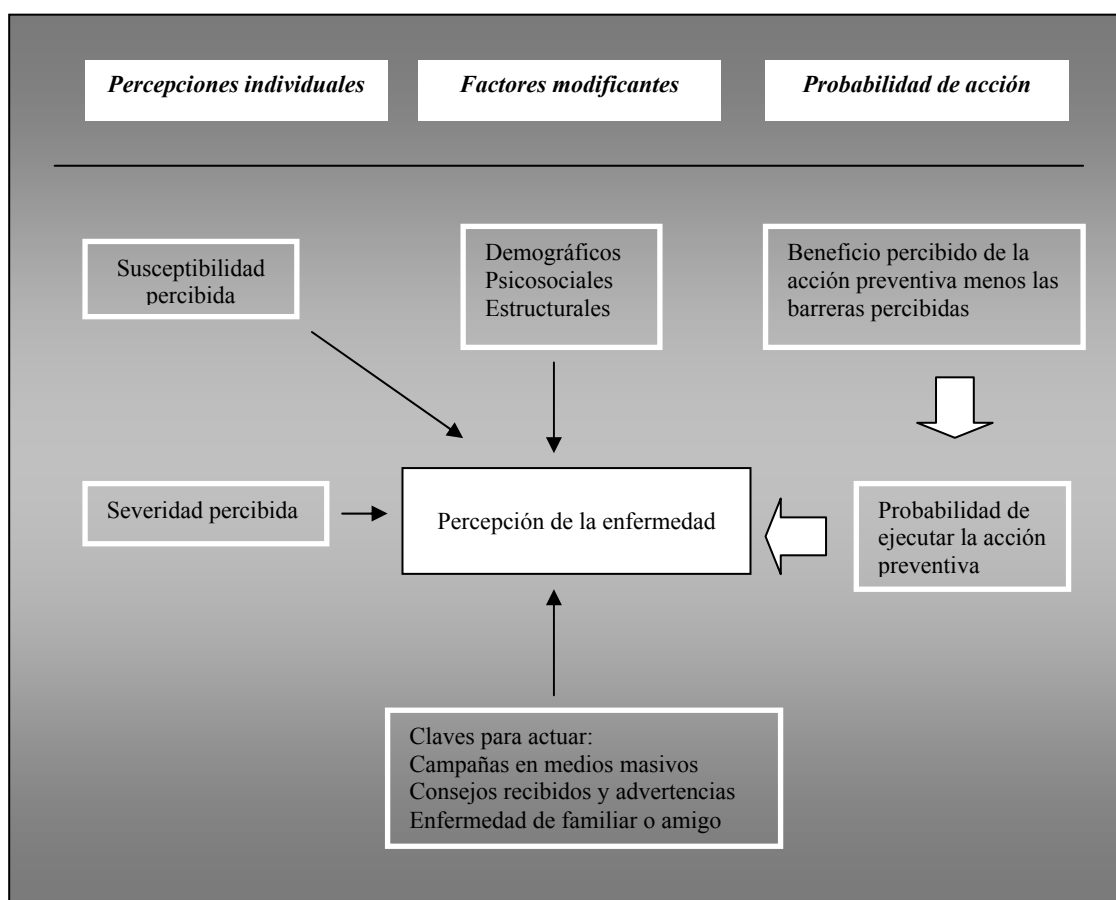 Percepciones individuales
Factores modificantes
Probabilidad de acción
Susceptibilidad
percibida
Demográficos
Psicosociales
Estructurales
Beneficio percibido de la
acción preventiva menos las
barreras percibidas
Severidad percibida
Percepción de la enfermedad
Probabilidad de
ejecutar la acción
preventiva
Claves para actuar:
Campañas en medios masivos
Consejos recibidos y advertencias
Enfermedad de familiar o amigo